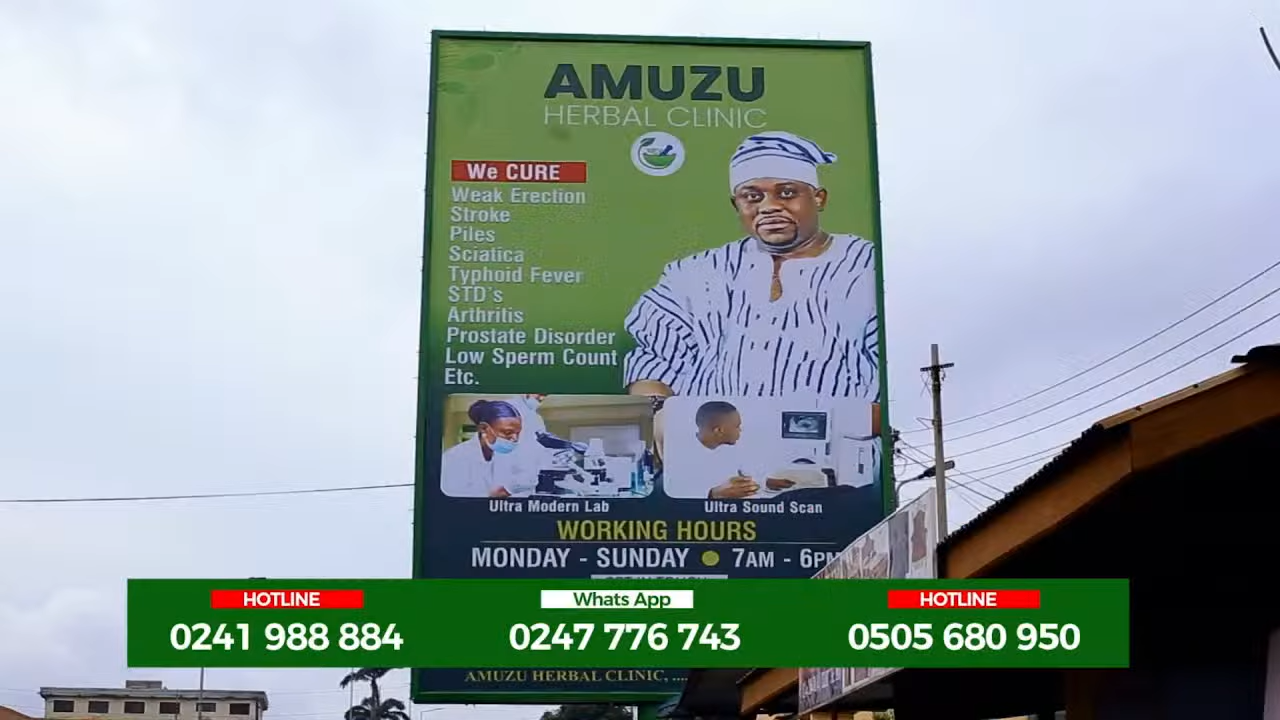 AMUZU
HERBAL CLINIC
We CURE
Weak Erection
Stroke
Piles
Sciatica
Typhoid Fever
STD's
Arthritis
Prostate Disorder
Low Sperm Count
Etc.
Ultra Modern Lab
Ultra Sound Scan
WORKING HOURS
MONDAY - SUNDAY ● 7AM - 6PM
HOTLINE
0241 988 884
Whats App
0247 776 743
HOTLINE
0505 680 950
AMUZU HERBAL CLINIC, ....